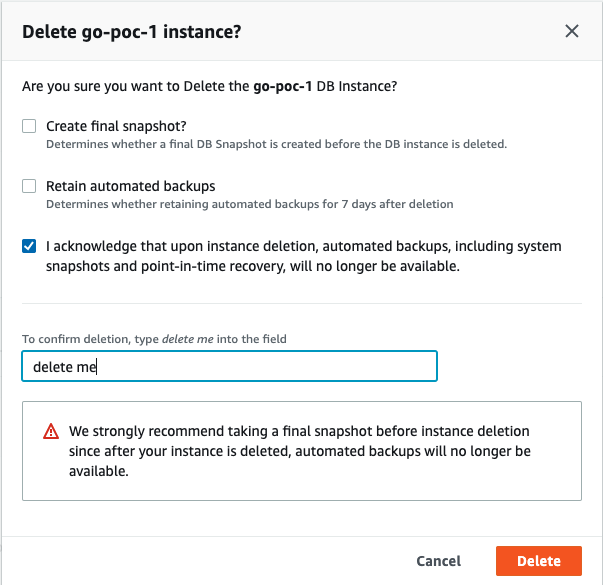 Delete go-poc-1 instance?
Are you sure you want to Delete the go-poc-1 DB Instance?
Create final snapshot?
Determines whether a final DB Snapshot is created before the DB instance is deleted.
Retain automated backups
Determines whether retaining automated backups for 7 days after deletion
I acknowledge that upon instance deletion, automated backups, including system
snapshots and point-in-time recovery, will no longer be available.
To confirm deletion, type delete me into the field
delete me
We strongly recommend taking a final snapshot before instance deletion
since after your instance is deleted, automated backups will no longer be
available.
Cancel
Delete